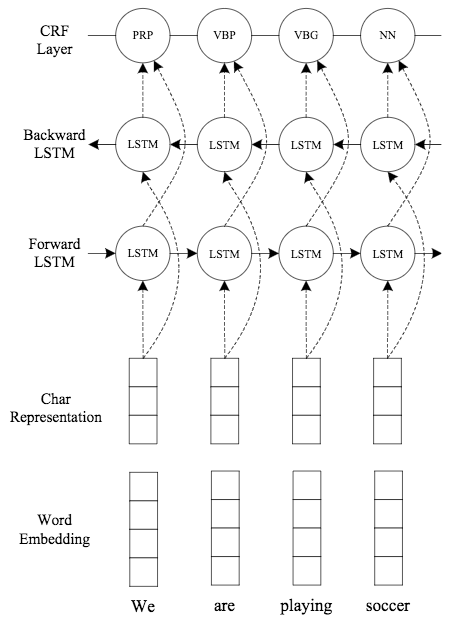 CRF
Layer
PRP VBP VBG NN
Backward
LSTM
LSTM LSTM LSTM LSTM
Forward
LSTM
LSTM LSTM LSTM LSTM
Char
Representation
Word
Embedding
We are playing soccer